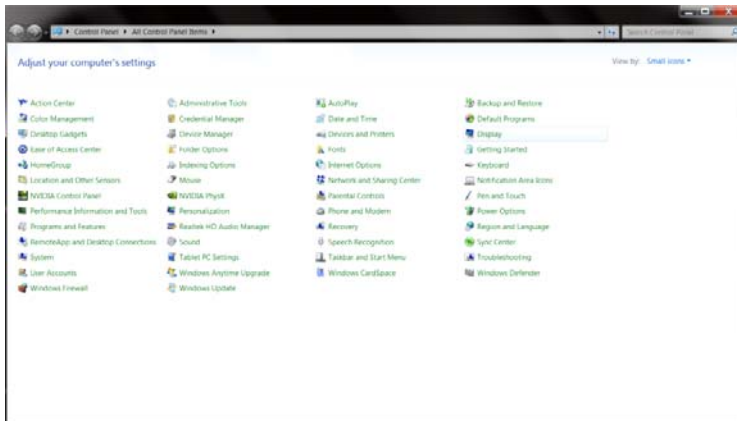 Control Panel All Control Panel Items
Search Control Panel
Adjust your computer's settings
View by: Small icons
Action Center Administrative Tools AutoPlay Backup and Restore
Color Management Credential Manager Date and Time Default Programs
Desktop Gadgets Device Manager Devices and Printers Display
Ease of Access Center Folder Options Fonts Getting Started
HomeGroup Indexing Options Internet Options Keyboard
Location and Other Sensors Mouse Network and Sharing Center Notification Area Icons
NVIDIA Control Panel NVIDIA PhysX Parental Controls Pen and Touch
Performance Information and Tools Personalization Phone and Modem Power Options
Programs and Features Realtek HD Audio Manager Recovery Region and Language
RemoteApp and Desktop Connections Sound Speech Recognition Sync Center
System Tablet PC Settings Taskbar and Start Menu Troubleshooting
User Accounts Windows Anytime Upgrade Windows CardSpace Windows Defender
Windows Firewall Windows Update